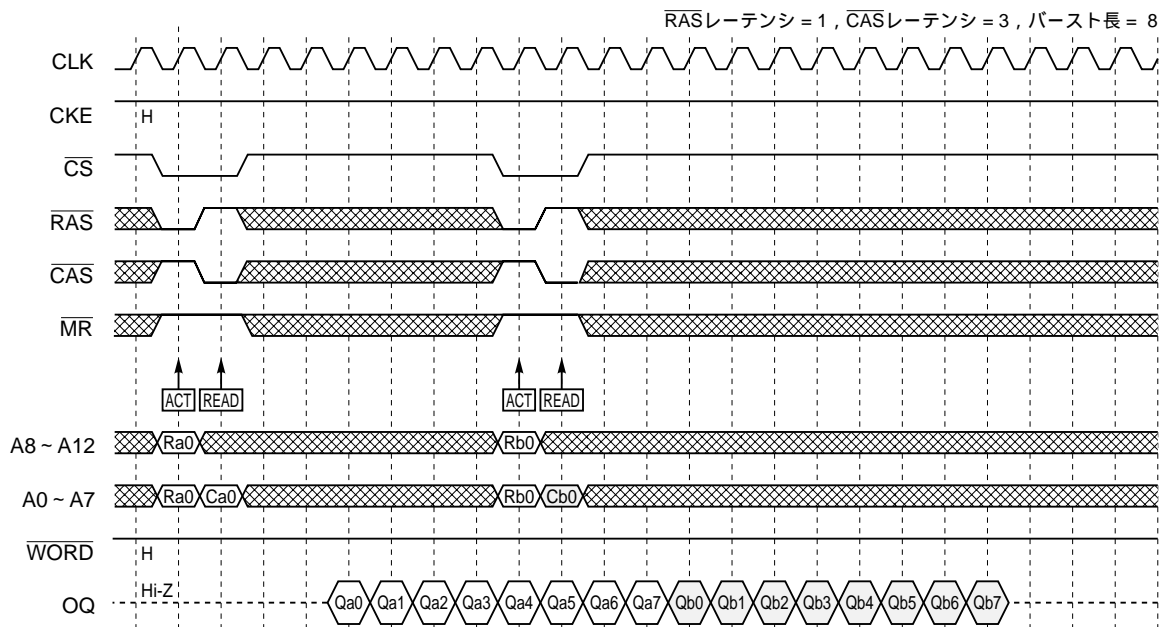 RASレーテンシ = 1 , CASレーテンシ = 3 , バースト長 = 8
CLK
CKE H
CS
RAS
CAS
MR
ACT READ ACT READ
A8 ~ A12 Ra0 Rb0
A0 ~ A7 Ra0 Ca0 Rb0 Cb0
WORD H
OQ Hi-Z Qa0 Qa1 Qa2 Qa3 Qa4 Qa5 Qa6 Qa7 Qb0 Qb1 Qb2 Qb3 Qb4 Qb5 Qb6 Qb7